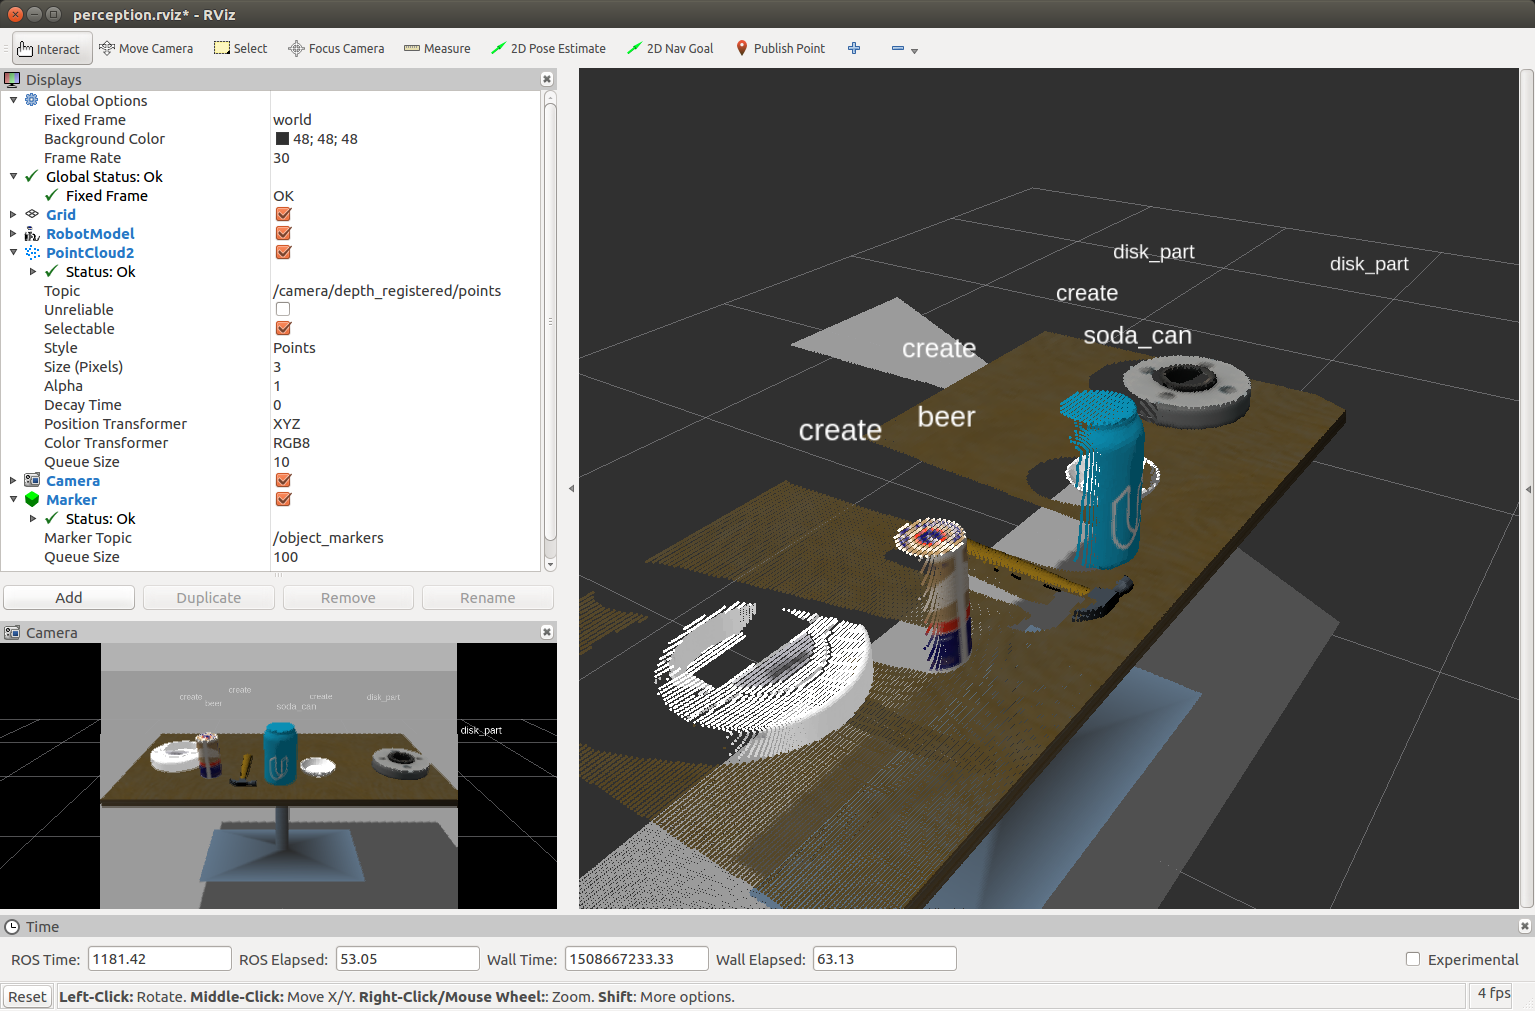 perception.rviz* - RViz
Interact Move Camera Select Focus Camera Measure 2D Pose Estimate 2D Nav Goal Publish Point
Displays
Global Options
Fixed Frame world
Background Color 48; 48; 48
Frame Rate 30
Global Status: Ok
Fixed Frame OK
Grid
RobotModel
PointCloud2
Status: Ok
Topic /camera/depth_registered/points
Unreliable
Selectable
Style Points
Size (Pixels) 3
Alpha 1
Decay Time 0
Position Transformer XYZ
Color Transformer RGB8
Queue Size 10
Camera
Marker
Status: Ok
Marker Topic /object_markers
Queue Size 100
Add Duplicate Remove Rename
Camera
create
create
create
disk_part
beer
soda_can
disk_part
disk_part
disk_part
create
soda_can
create
beer
create
Time
ROS Time: 1181.42 ROS Elapsed: 53.05 Wall Time: 1508667233.33 Wall Elapsed: 63.13 Experimental
Reset Left-Click: Rotate. Middle-Click: Move X/Y. Right-Click/Mouse Wheel:: Zoom. Shift: More options. 4 fps